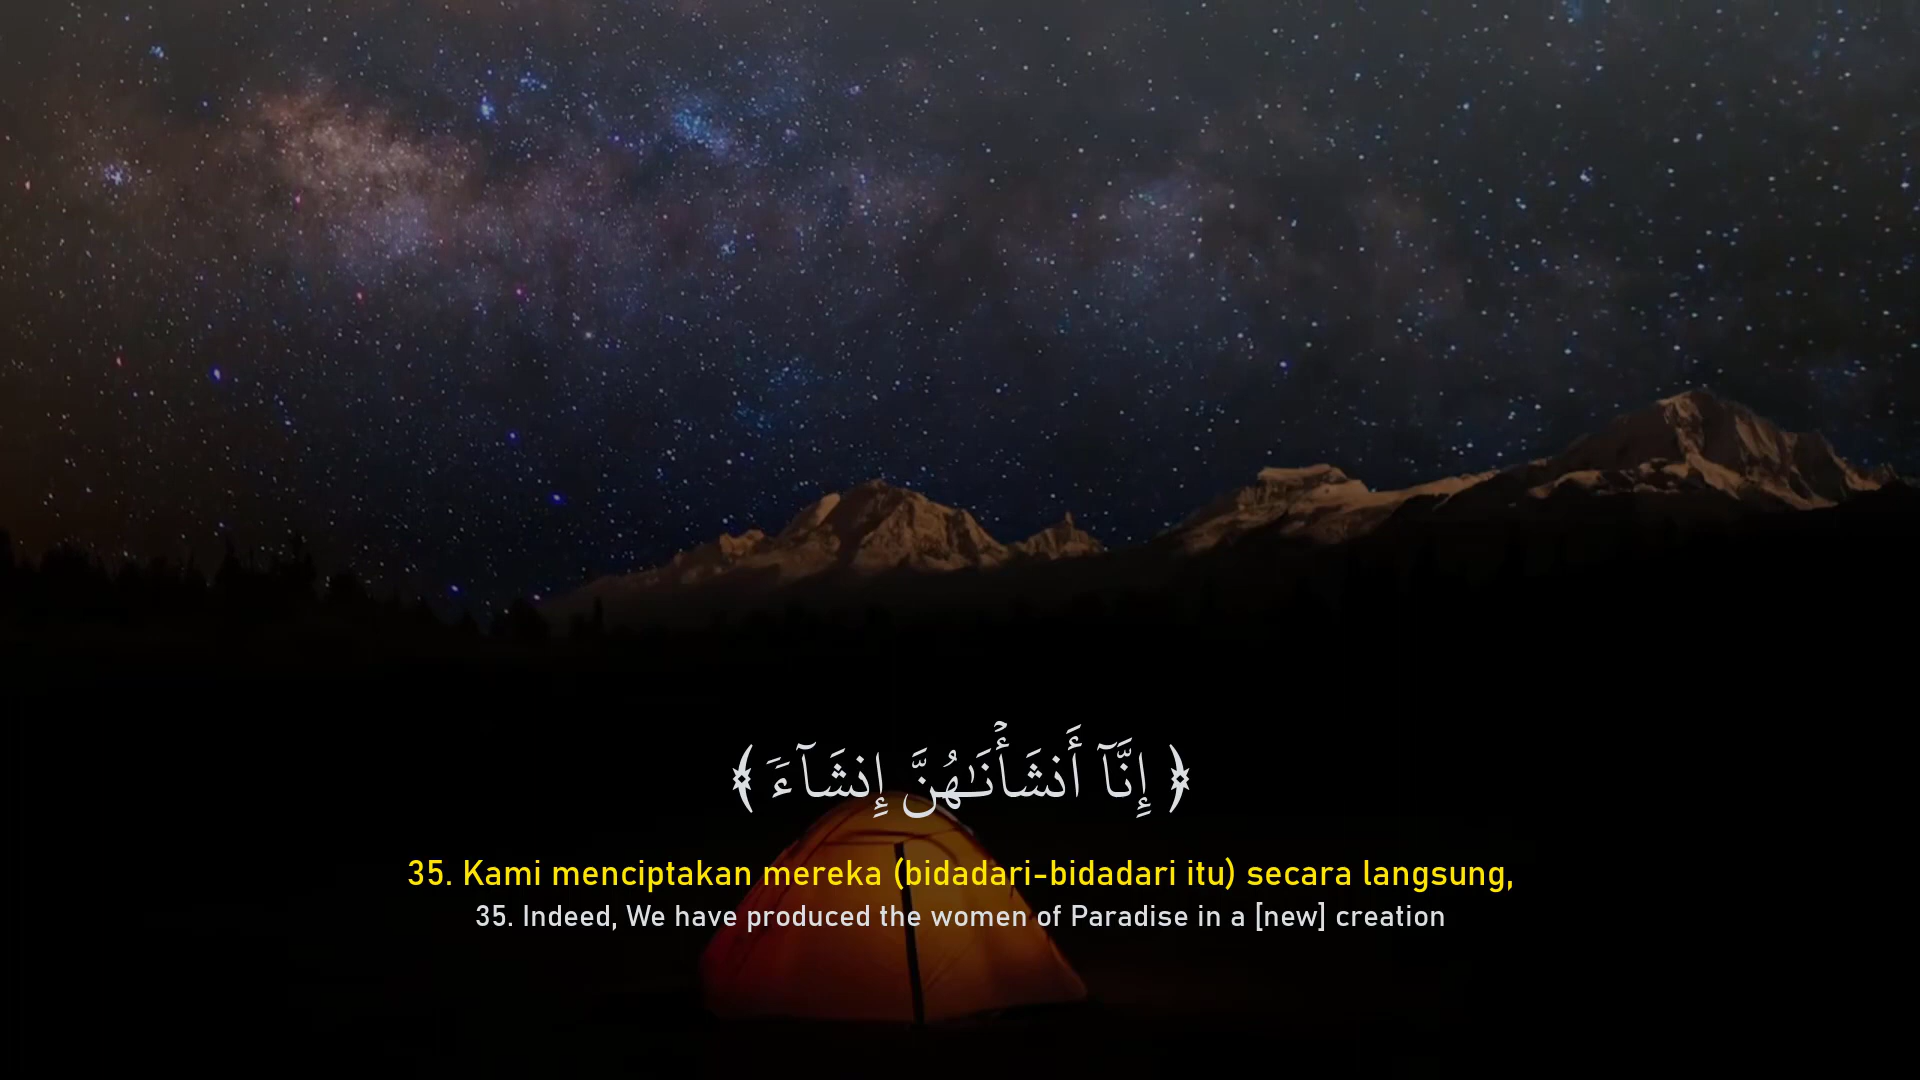 ﴿ إِنَّآ أَنشَأْنَـٰهُنَّ إِنشَآءً ﴾
35. Kami menciptakan mereka (bidadari-bidadari itu) secara langsung,
35. Indeed, We have produced the women of Paradise in a [new] creation